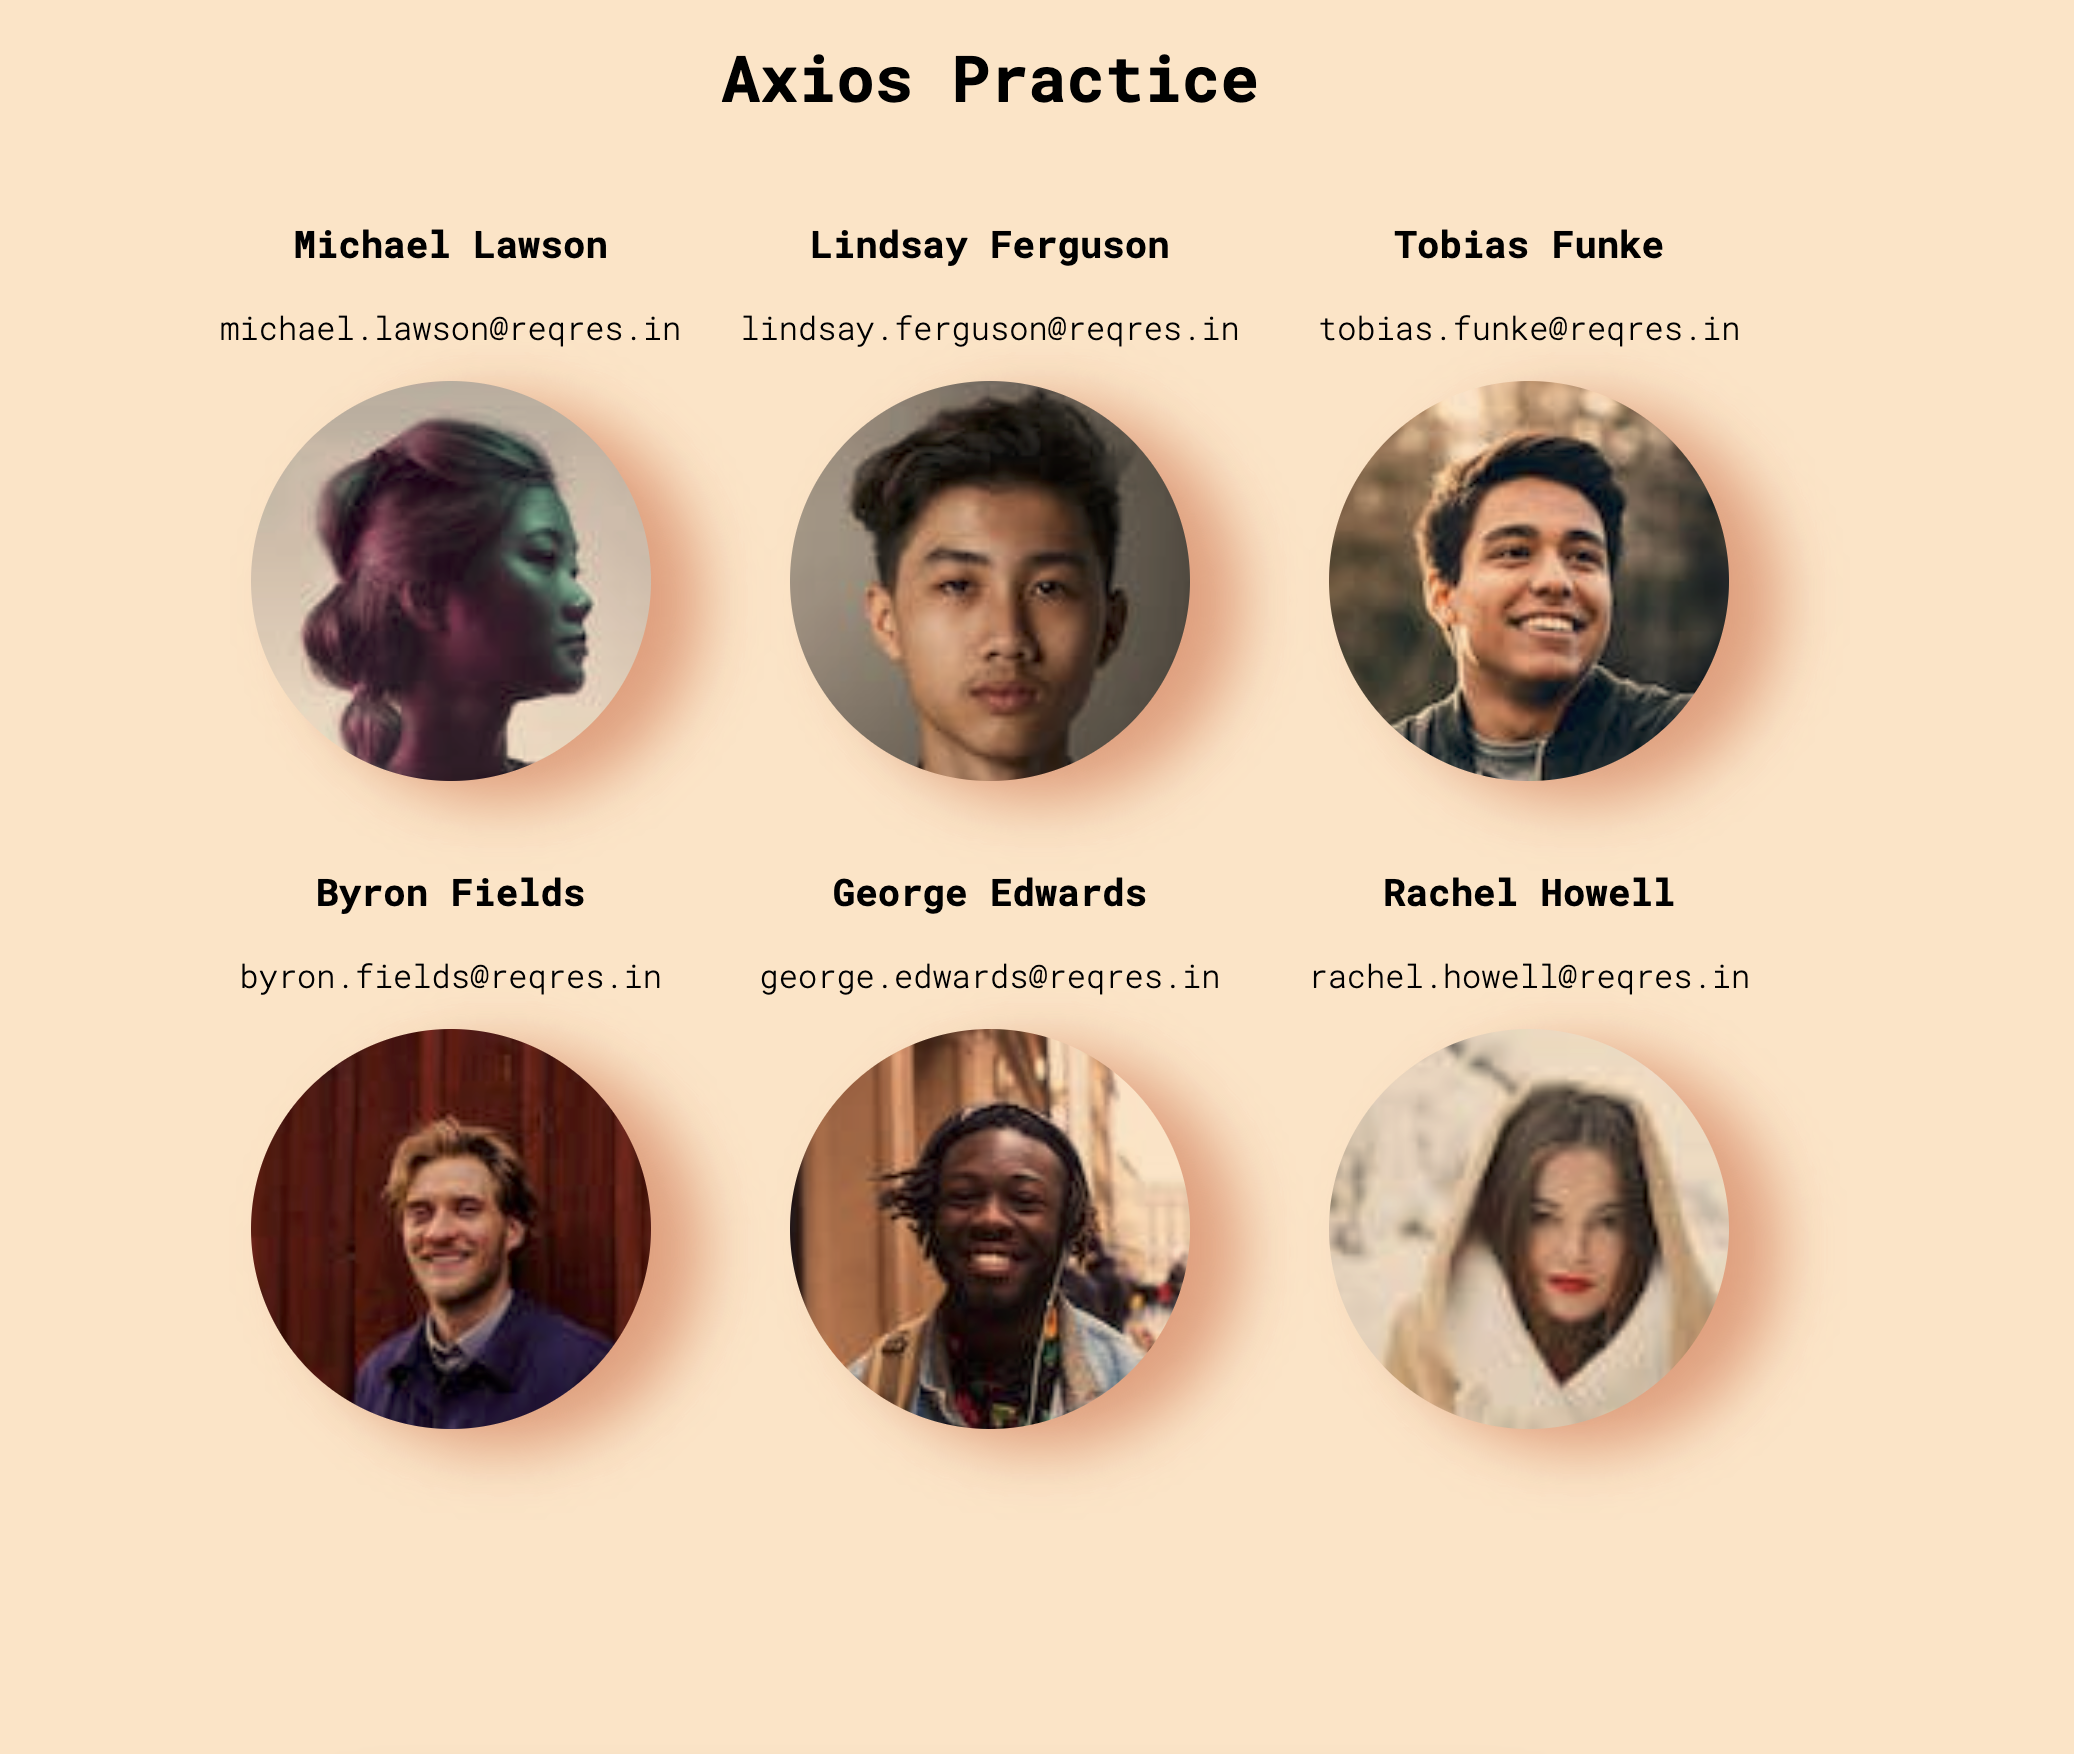 Axios Practice
Michael Lawson
michael.lawson@reqres.in
Lindsay Ferguson
lindsay.ferguson@reqres.in
Tobias Funke
tobias.funke@reqres.in
Byron Fields
byron.fields@reqres.in
George Edwards
george.edwards@reqres.in
Rachel Howell
rachel.howell@reqres.in